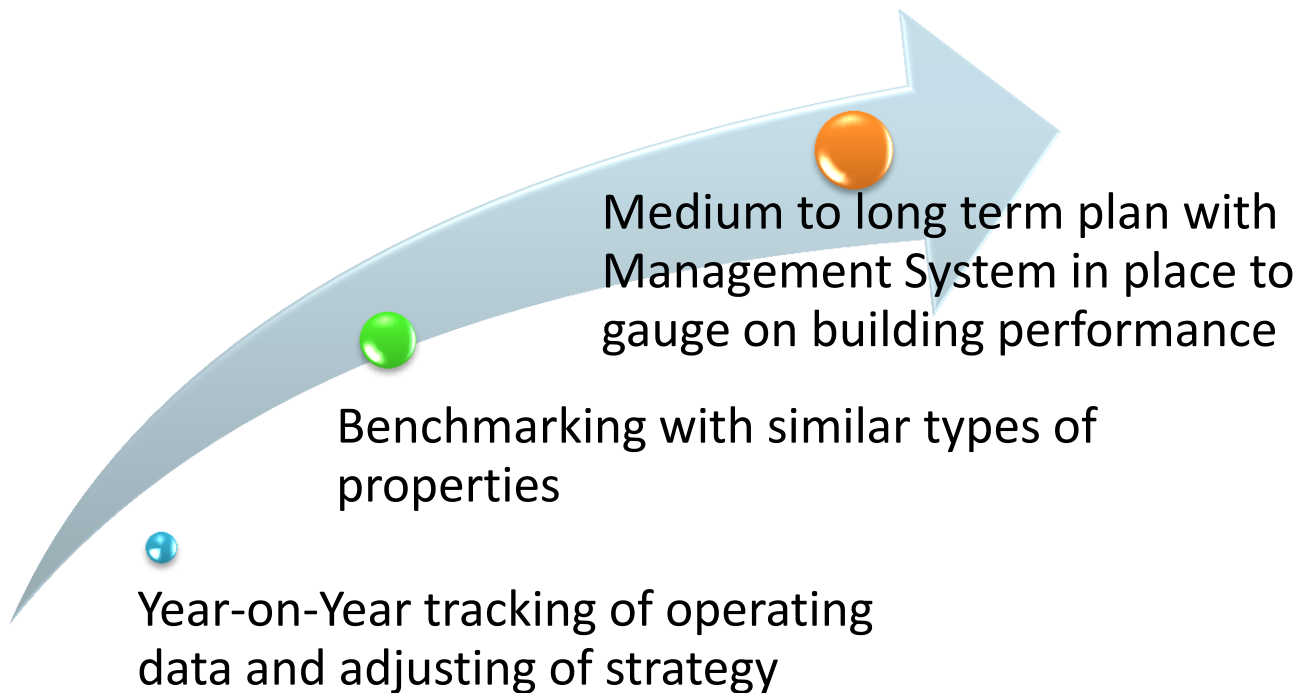 Medium to long term plan with
Management System in place to
gauge on building performance
Benchmarking with similar types of
properties
Year-on-Year tracking of operating
data and adjusting of strategy